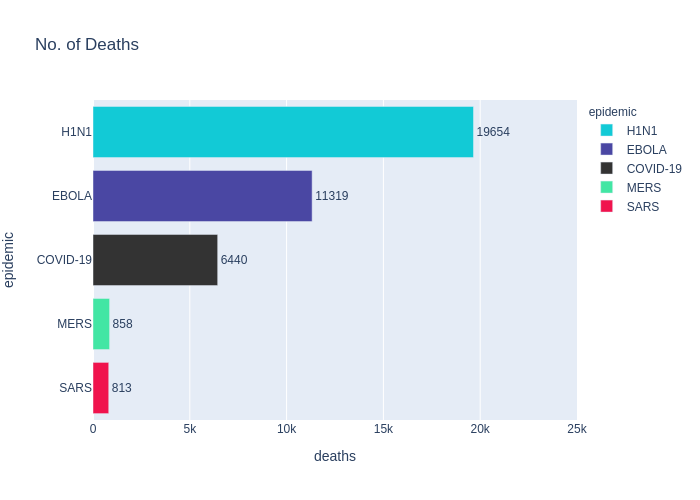 No. of Deaths
epidemic
H1N1
EBOLA
COVID-19
MERS
SARS
19654
11319
6440
858
813
0
5k
10k
15k
20k
25k
deaths
epidemic
H1N1
EBOLA
COVID-19
MERS
SARS